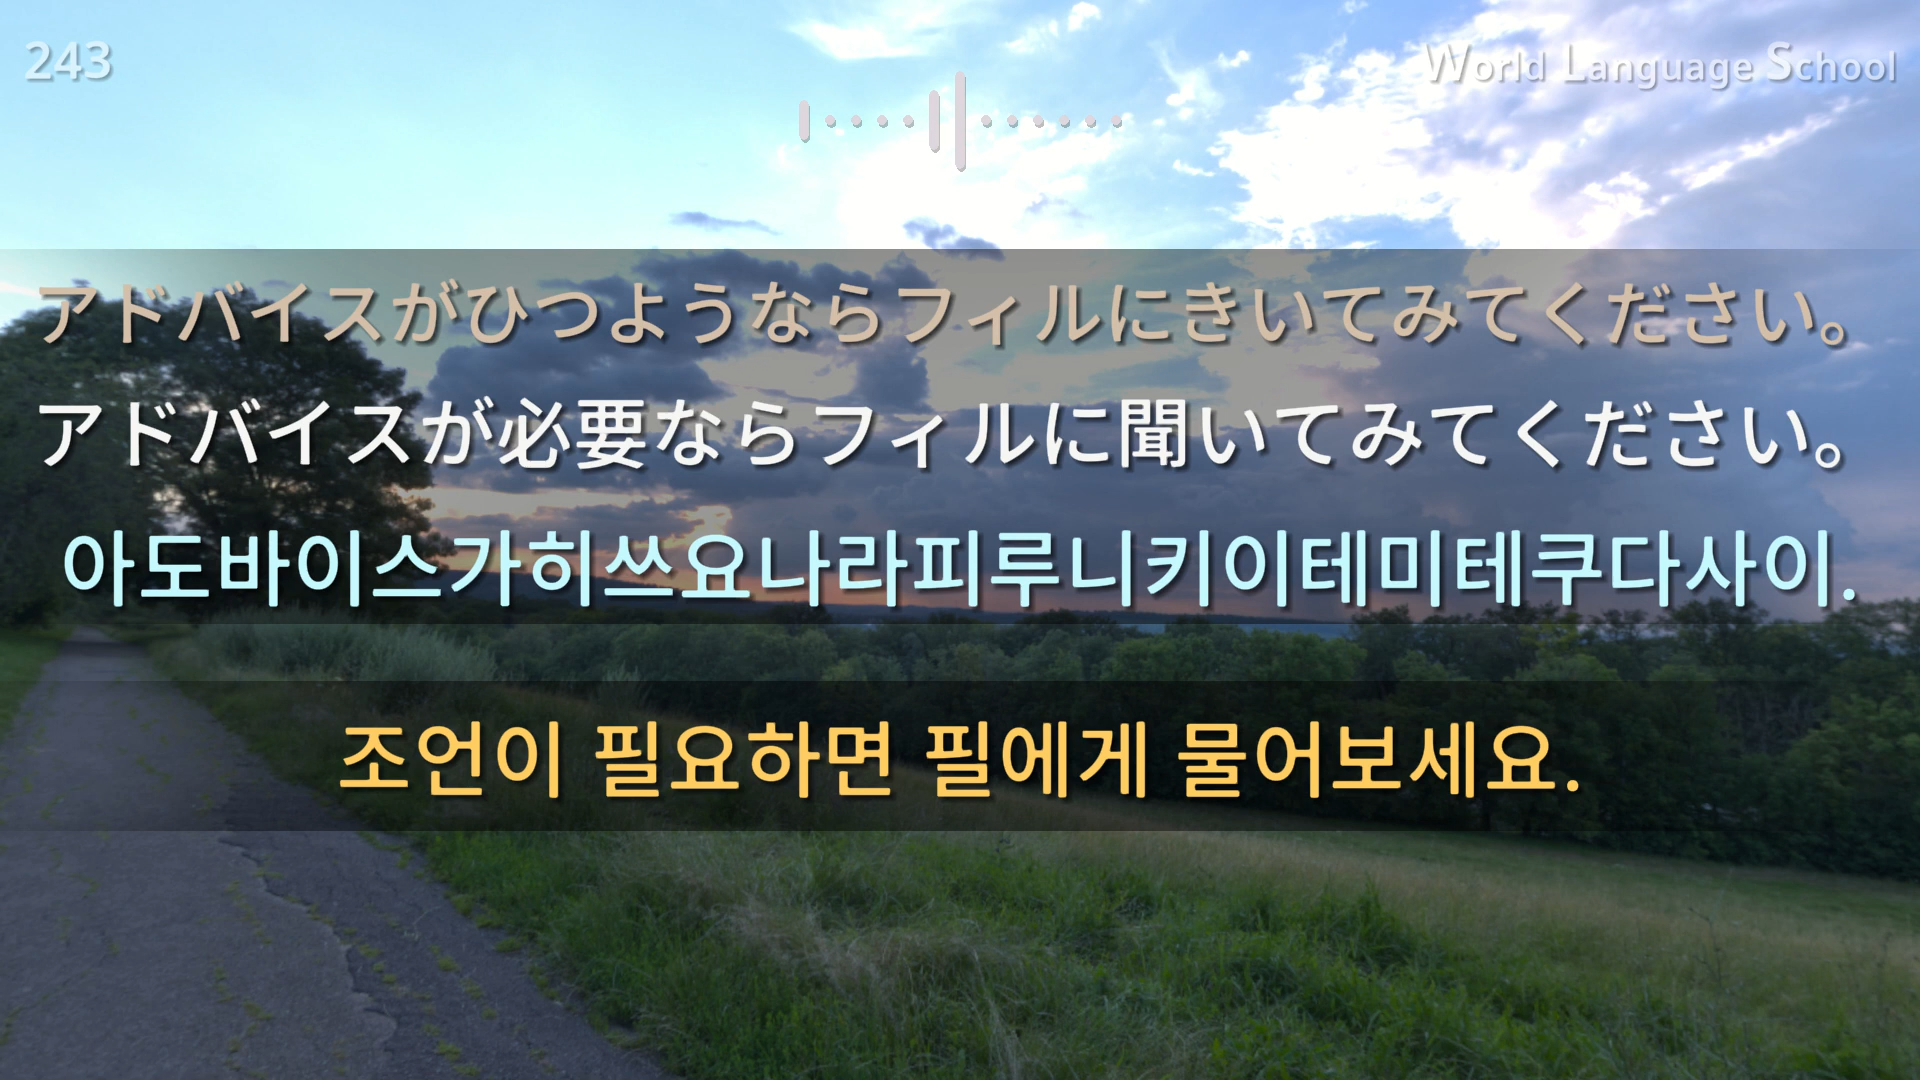 243
World Language School
アドバイスがひつようならフィルにきいてみてください。
アドバイスが必要ならフィルに聞いてみてください。
아도바이스가히쓰요나라피루니키이테미테쿠다사이.
조언이 필요하면 필에게 물어보세요.